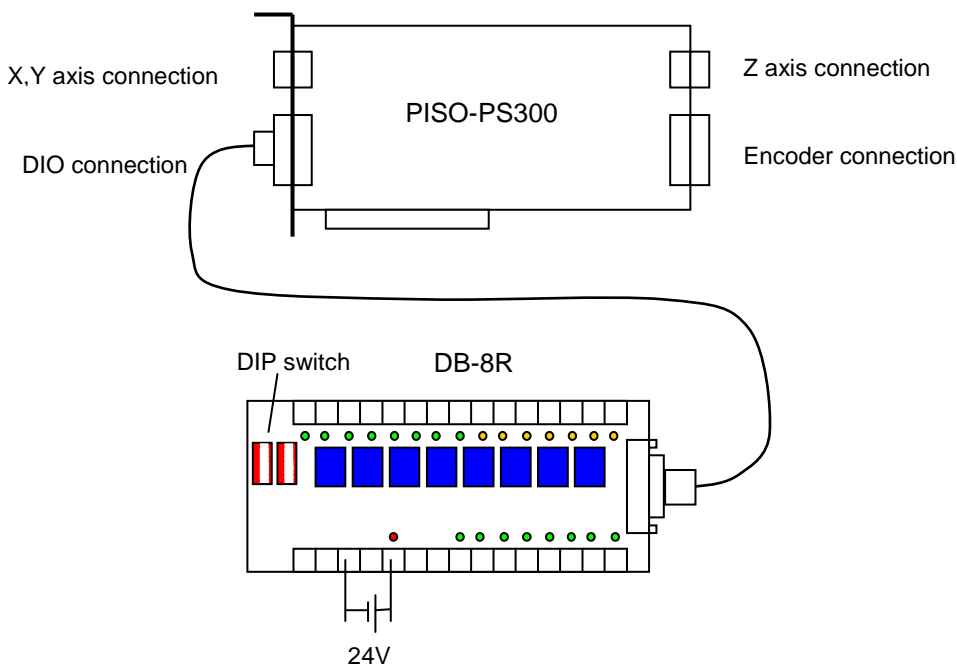 X,Y axis connection
Z axis connection
PISO-PS300
DIO connection
Encoder connection
DIP switch
DB-8R
24V